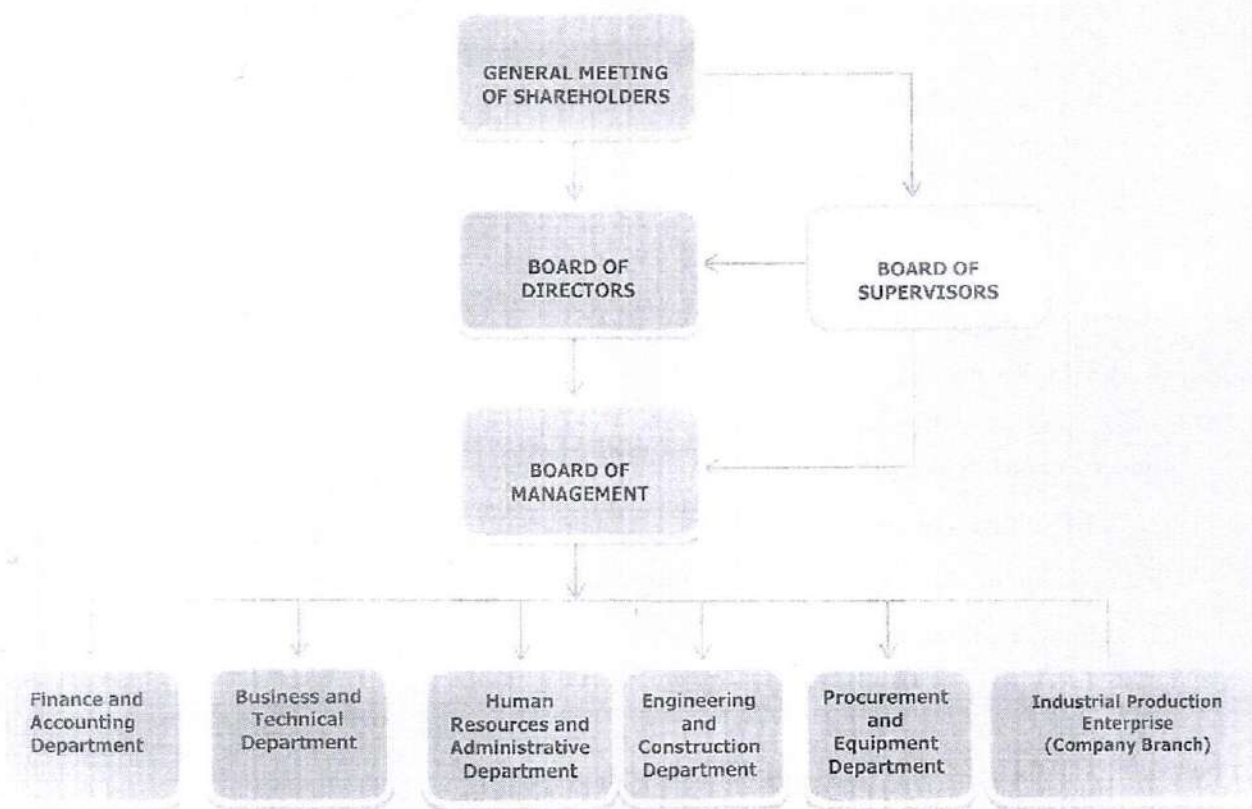 GENERAL MEETING
OF SHAREHOLDERS
BOARD OF
DIRECTORS
BOARD OF
SUPERVISORS
BOARD OF
MANAGEMENT
Finance and
Accounting
Department
Business and
Technical
Department
Human
Resources and
Administrative
Department
Engineering
and
Construction
Department
Procurement
and
Equipment
Department
Industrial Production
Enterprise
(Company Branch)